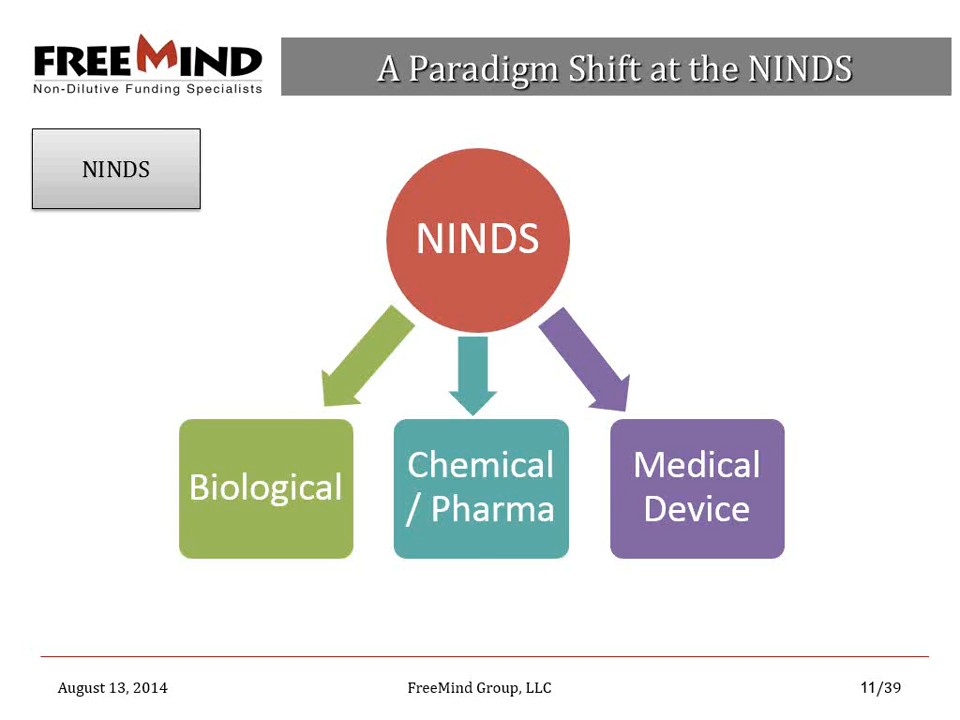 FREEMIND
Non-Dilutive Funding Specialists
A Paradigm Shift at the NINDS
NINDS
NINDS
Biological
Chemical
/ Pharma
Medical
Device
August 13, 2014
FreeMind Group, LLC
11/39